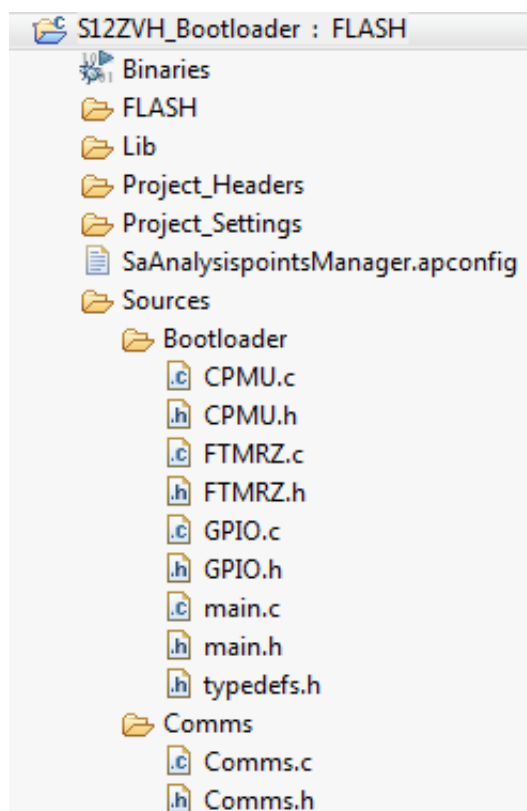 S12ZVH_Bootloader : FLASH
Binaries
FLASH
Lib
Project_Headers
Project_Settings
SaAnalysispointsManager.apconfig
Sources
Bootloader
CPMU.c
CPMU.h
FTMRZ.c
FTMRZ.h
GPIO.c
GPIO.h
main.c
main.h
typedefs.h
Comms
Comms.c
Comms.h